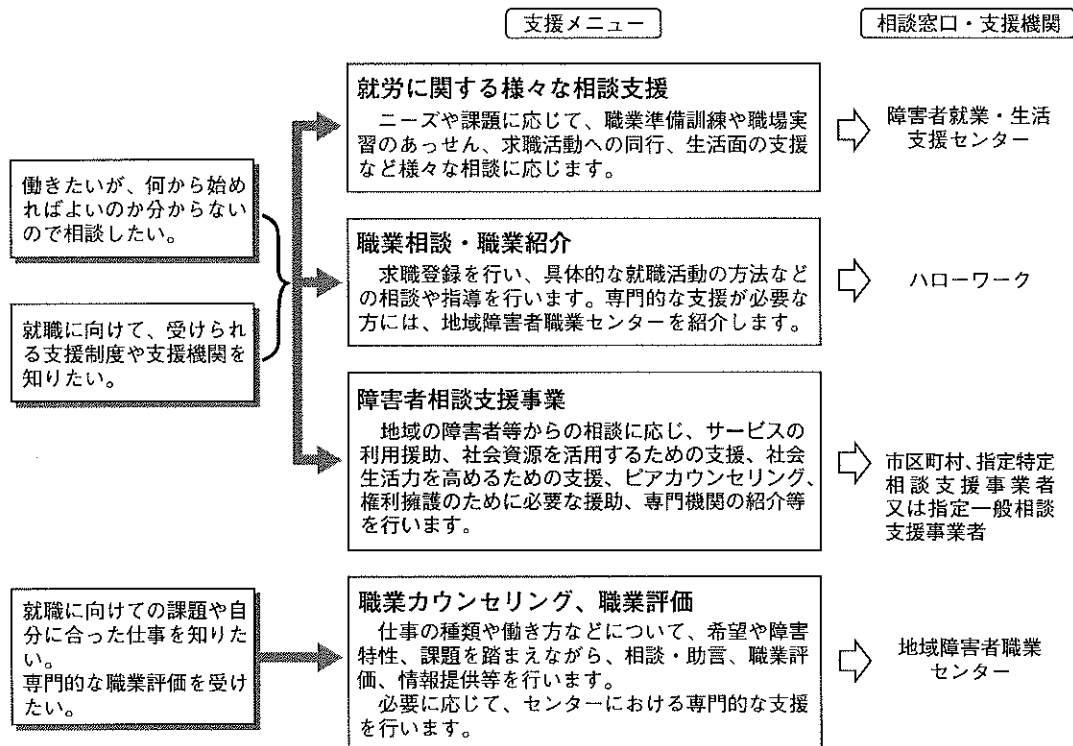 支援メニュー
相談窓口・支援機関
働きたいが、何から始め
ればよいのか分からない
ので相談したい。
就職に向けて、受けられ
る支援制度や支援機関を
知りたい。
就労に関する様々な相談支援
ニーズや課題に応じて、職業準備訓練や職場実
習のあっせん、求職活動への同行、生活面の支援
など様々な相談に応じます。
障害者就業・生活
支援センター
職業相談・職業紹介
求職登録を行い、具体的な就職活動の方法など
の相談や指導を行います。専門的な支援が必要な
方には、地域障害者職業センターを紹介します。
ハローワーク
障害者相談支援事業
地域の障害者等からの相談に応じ、サービスの
利用援助、社会資源を活用するための支援、社会
生活力を高めるための支援、ピアカウンセリング、
権利擁護のために必要な援助、専門機関の紹介等
を行います。
市区町村、指定特定
相談支援事業者
又は指定一般相談
支援事業者
就職に向けての課題や自
分に合った仕事を知りた
い。
専門的な職業評価を受け
たい。
職業カウンセリング、職業評価
仕事の種類や働き方などについて、希望や障害
特性、課題を踏まえながら、相談・助言、職業評
価、情報提供等を行います。
必要に応じて、センターにおける専門的な支援
を行います。
地域障害者職業
センター